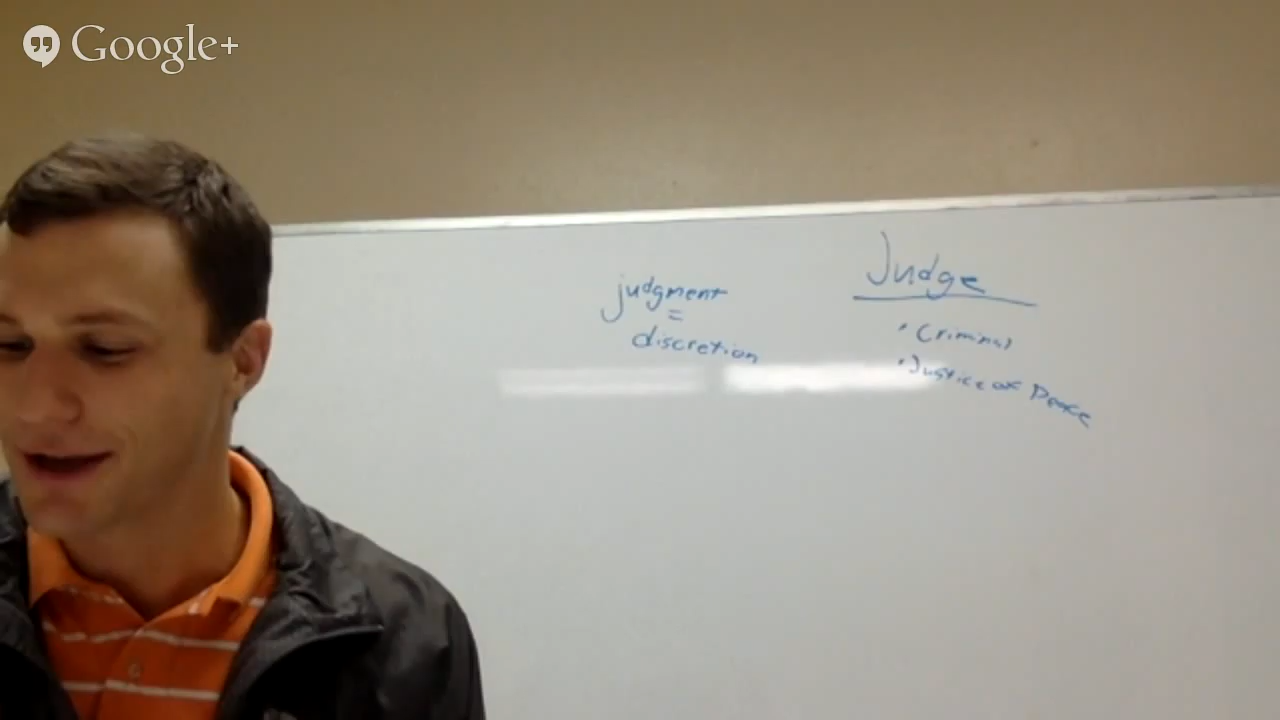 Google+
judgment
=
discretion
Judge
• Criminal
• Justice of Peace